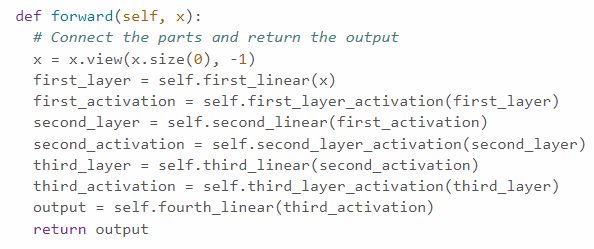 def forward(self, x):
# Connect the parts and return the output
x = x.view(x.size(0), -1)
first_layer = self.first_linear(x)
first_activation = self.first_layer_activation(first_layer)
second_layer = self.second_linear(first_activation)
second_activation = self.second_layer_activation(second_layer)
third_layer = self.third_linear(second_activation)
third_activation = self.third_layer_activation(third_layer)
output = self.fourth_linear(third_activation)
return output